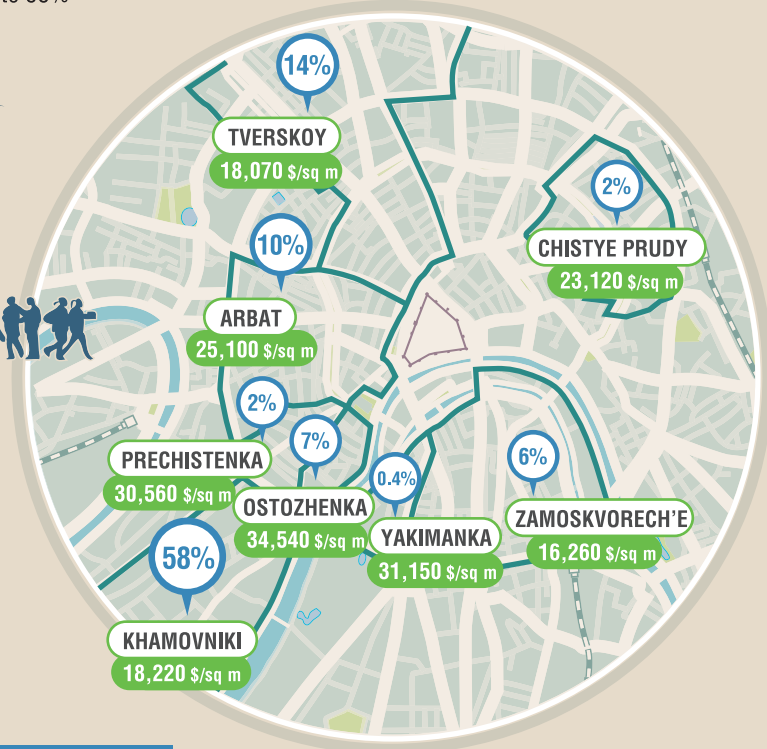 14%
TVERSKOY
18,070 $/sq m
2%
CHISTYE PRUDY
23,120 $/sq m
10%
ARBAT
25,100 $/sq m
2%
PRECHISTENKA
30,560 $/sq m
7%
OSTOZHENKA
34,540 $/sq m
0.4%
YAKIMANKA
31,150 $/sq m
6%
ZAMOSKVORECH'E
16,260 $/sq m
58%
KHAMOVNIKI
18,220 $/sq m